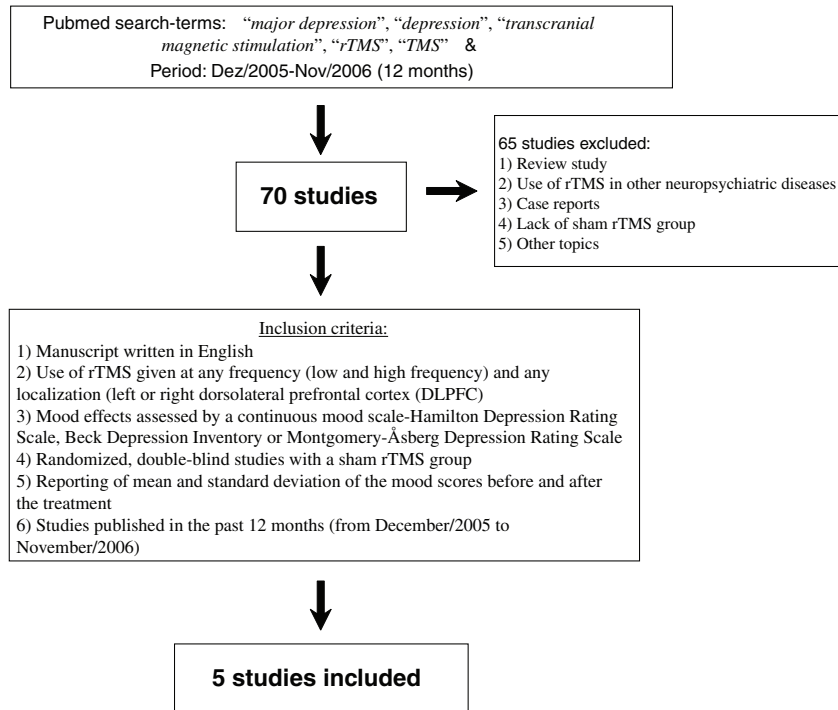 Pubmed search-terms: “major depression”, “depression”, “transcranial
magnetic stimulation”, “rTMS”, “TMS” &
Period: Dez/2005-Nov/2006 (12 months)
70 studies
65 studies excluded:
1) Review study
2) Use of rTMS in other neuropsychiatric diseases
3) Case reports
4) Lack of sham rTMS group
5) Other topics
Inclusion criteria:
1) Manuscript written in English
2) Use of rTMS given at any frequency (low and high frequency) and any
localization (left or right dorsolateral prefrontal cortex (DLPFC)
3) Mood effects assessed by a continuous mood scale-Hamilton Depression Rating
Scale, Beck Depression Inventory or Montgomery-Åsberg Depression Rating Scale
4) Randomized, double-blind studies with a sham rTMS group
5) Reporting of mean and standard deviation of the mood scores before and after
the treatment
6) Studies published in the past 12 months (from December/2005 to
November/2006)
5 studies included